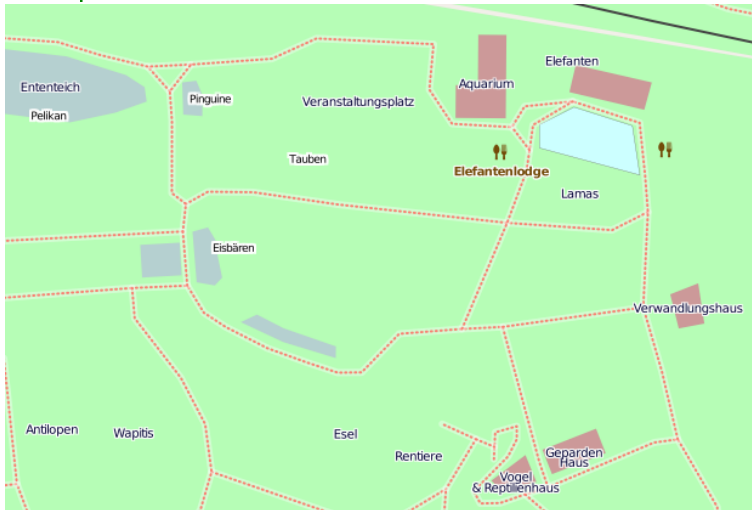 Elefanten
Aquarium
Ententeich
Pinguine
Veranstaltungsplatz
Pelikan
Tauben
Elefantenlodge
Lamas
Eisbären
Verwandlungshaus
Antilopen
Wapitis
Esel
Rentiere
Geparden
Haus
Vogel
& Reptilienhaus